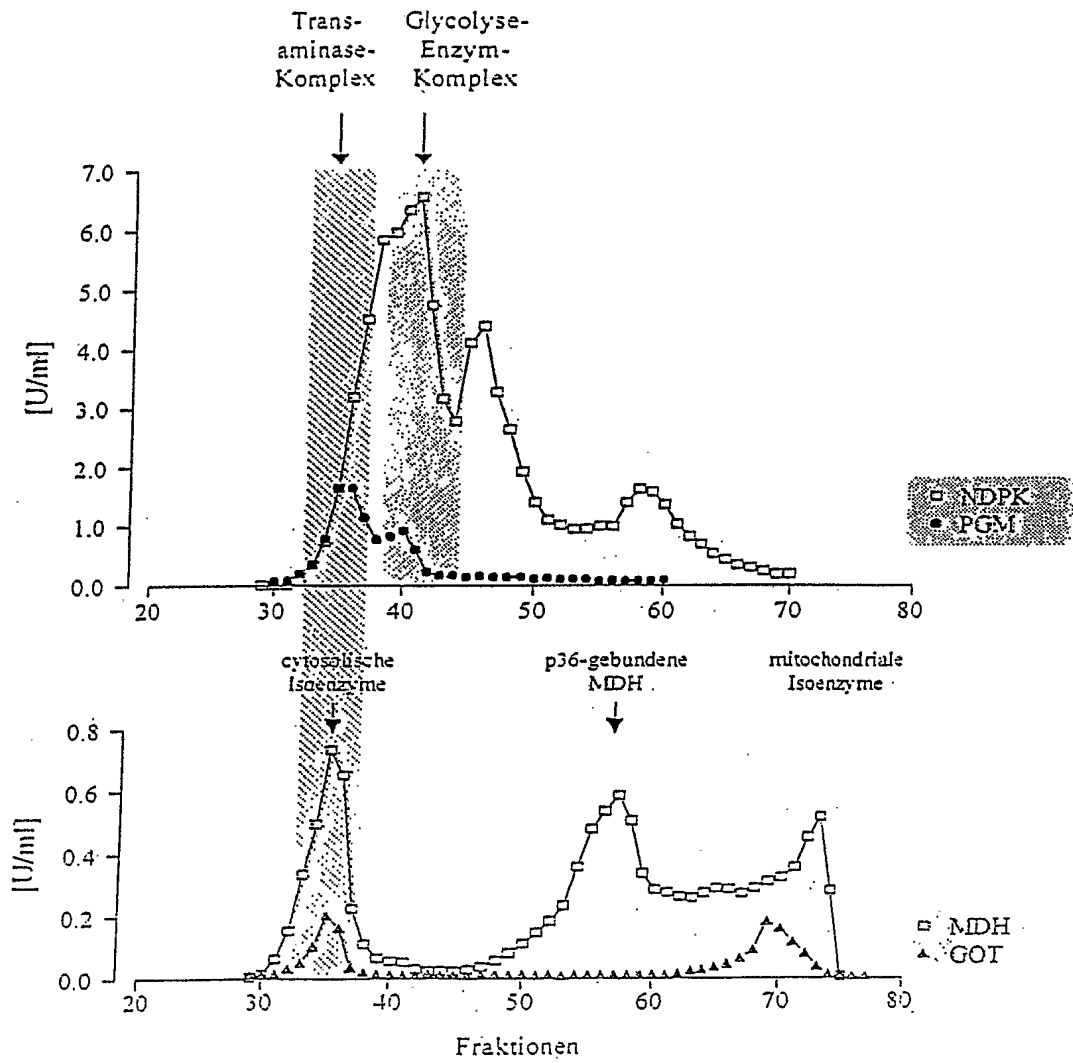 Trans-
aminase-
Komplex
Glycolyse-
Enzym-
Komplex
[U/ml]
7.0
6.0
5.0
4.0
3.0
2.0
1.0
0.0
20
30
40
50
60
70
80
NDPK
PGM
cytosolische
Isoenzyme
p36-gebundene
MDH
mitochondriale
Isoenzyme
[U/ml]
0.8
0.6
0.4
0.2
0.0
20
30
40
50
60
70
80
MDH
GOT
Fraktionen